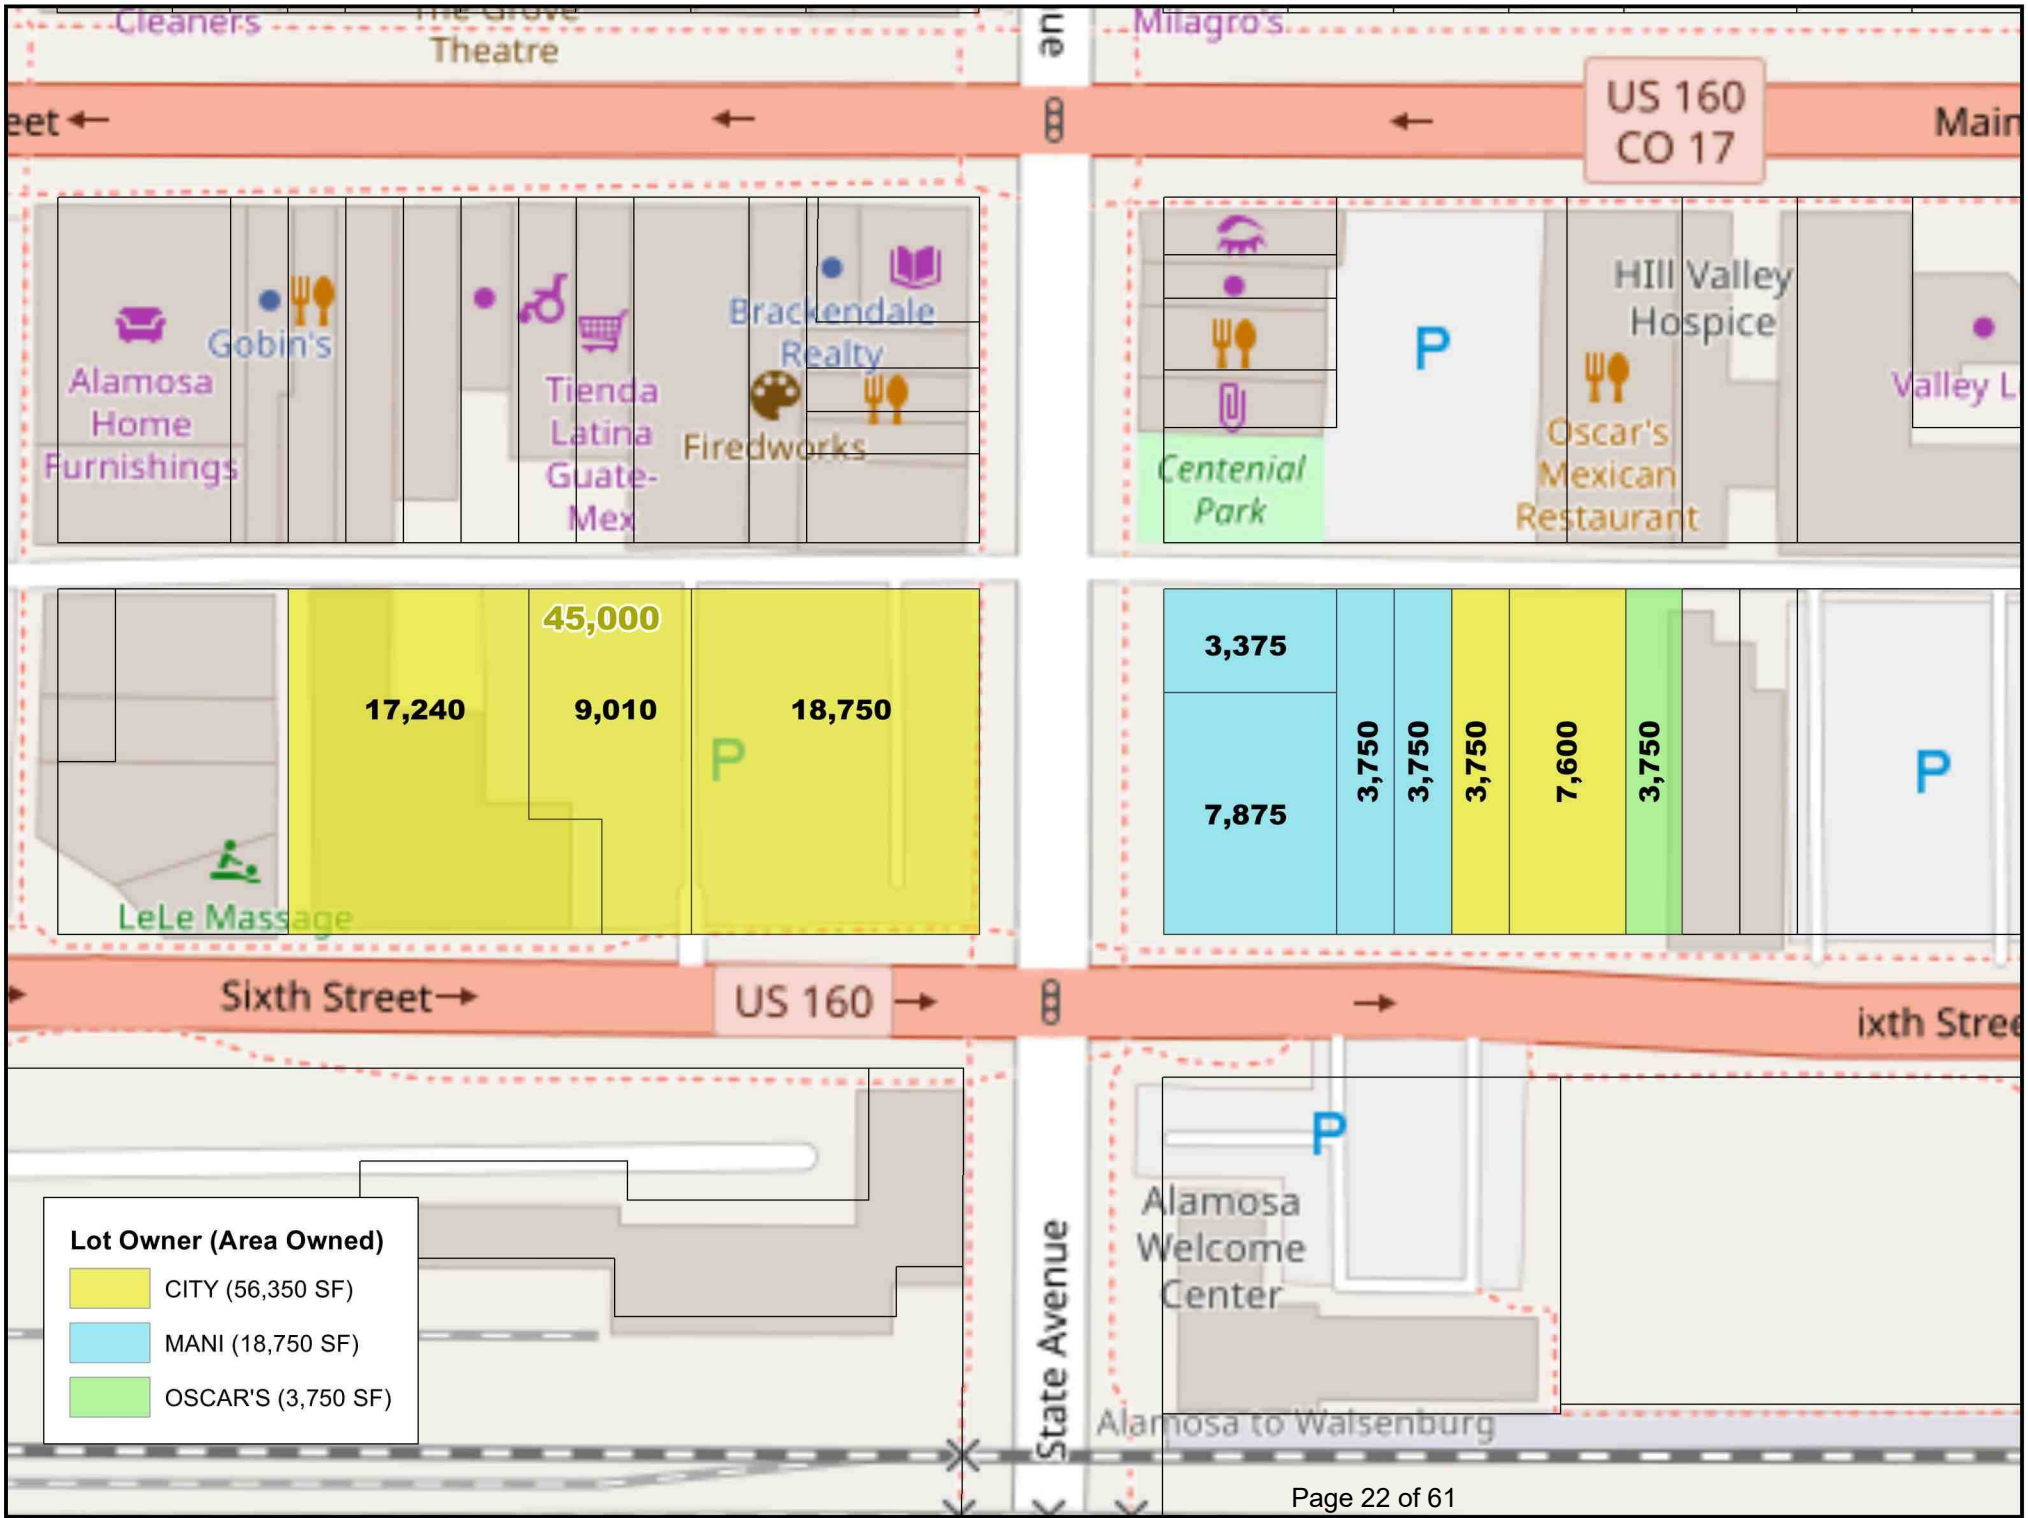 Cleaners
The Grove
Theatre
ue
Milagro's
US 160
CO 17
eet
Main
Alamosa
Home
Furnishings
Gobin's
Tienda
Latina
Guate-
Mex
Brackendale
Realty
Firedworks
Centenial
Park
P
HIll Valley
Hospice
Oscar's
Mexican
Restaurant
Valley L
45,000
17,240
9,010
18,750
P
LeLe Massage
3,375
7,875
3,750
3,750
3,750
7,600
3,750
P
Sixth Street
US 160
ixth Stree
State Avenue
P
Alamosa
Welcome
Center
Alamosa to Walsenburg
Lot Owner (Area Owned)
CITY (56,350 SF)
MANI (18,750 SF)
OSCAR'S (3,750 SF)
Page 22 of 61